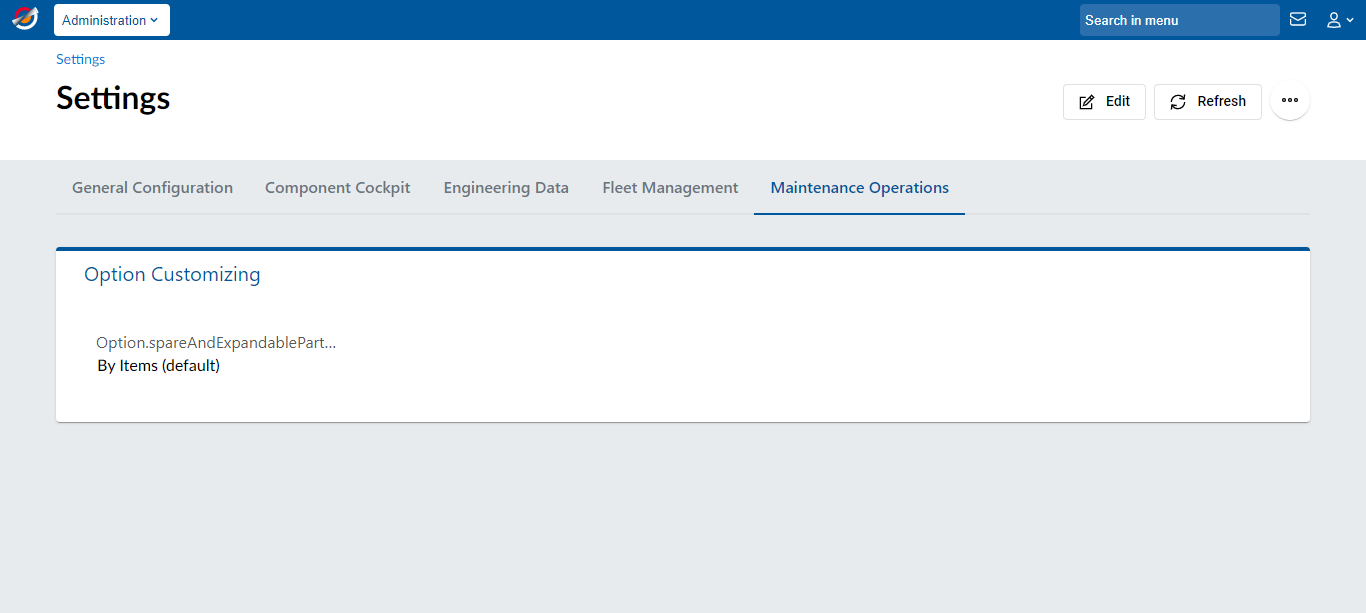 Administration
Search in menu
Settings
Settings
Edit
Refresh
General Configuration
Component Cockpit
Engineering Data
Fleet Management
Maintenance Operations
Option Customizing
Option.spareAndExpandablePart...
By Items (default)